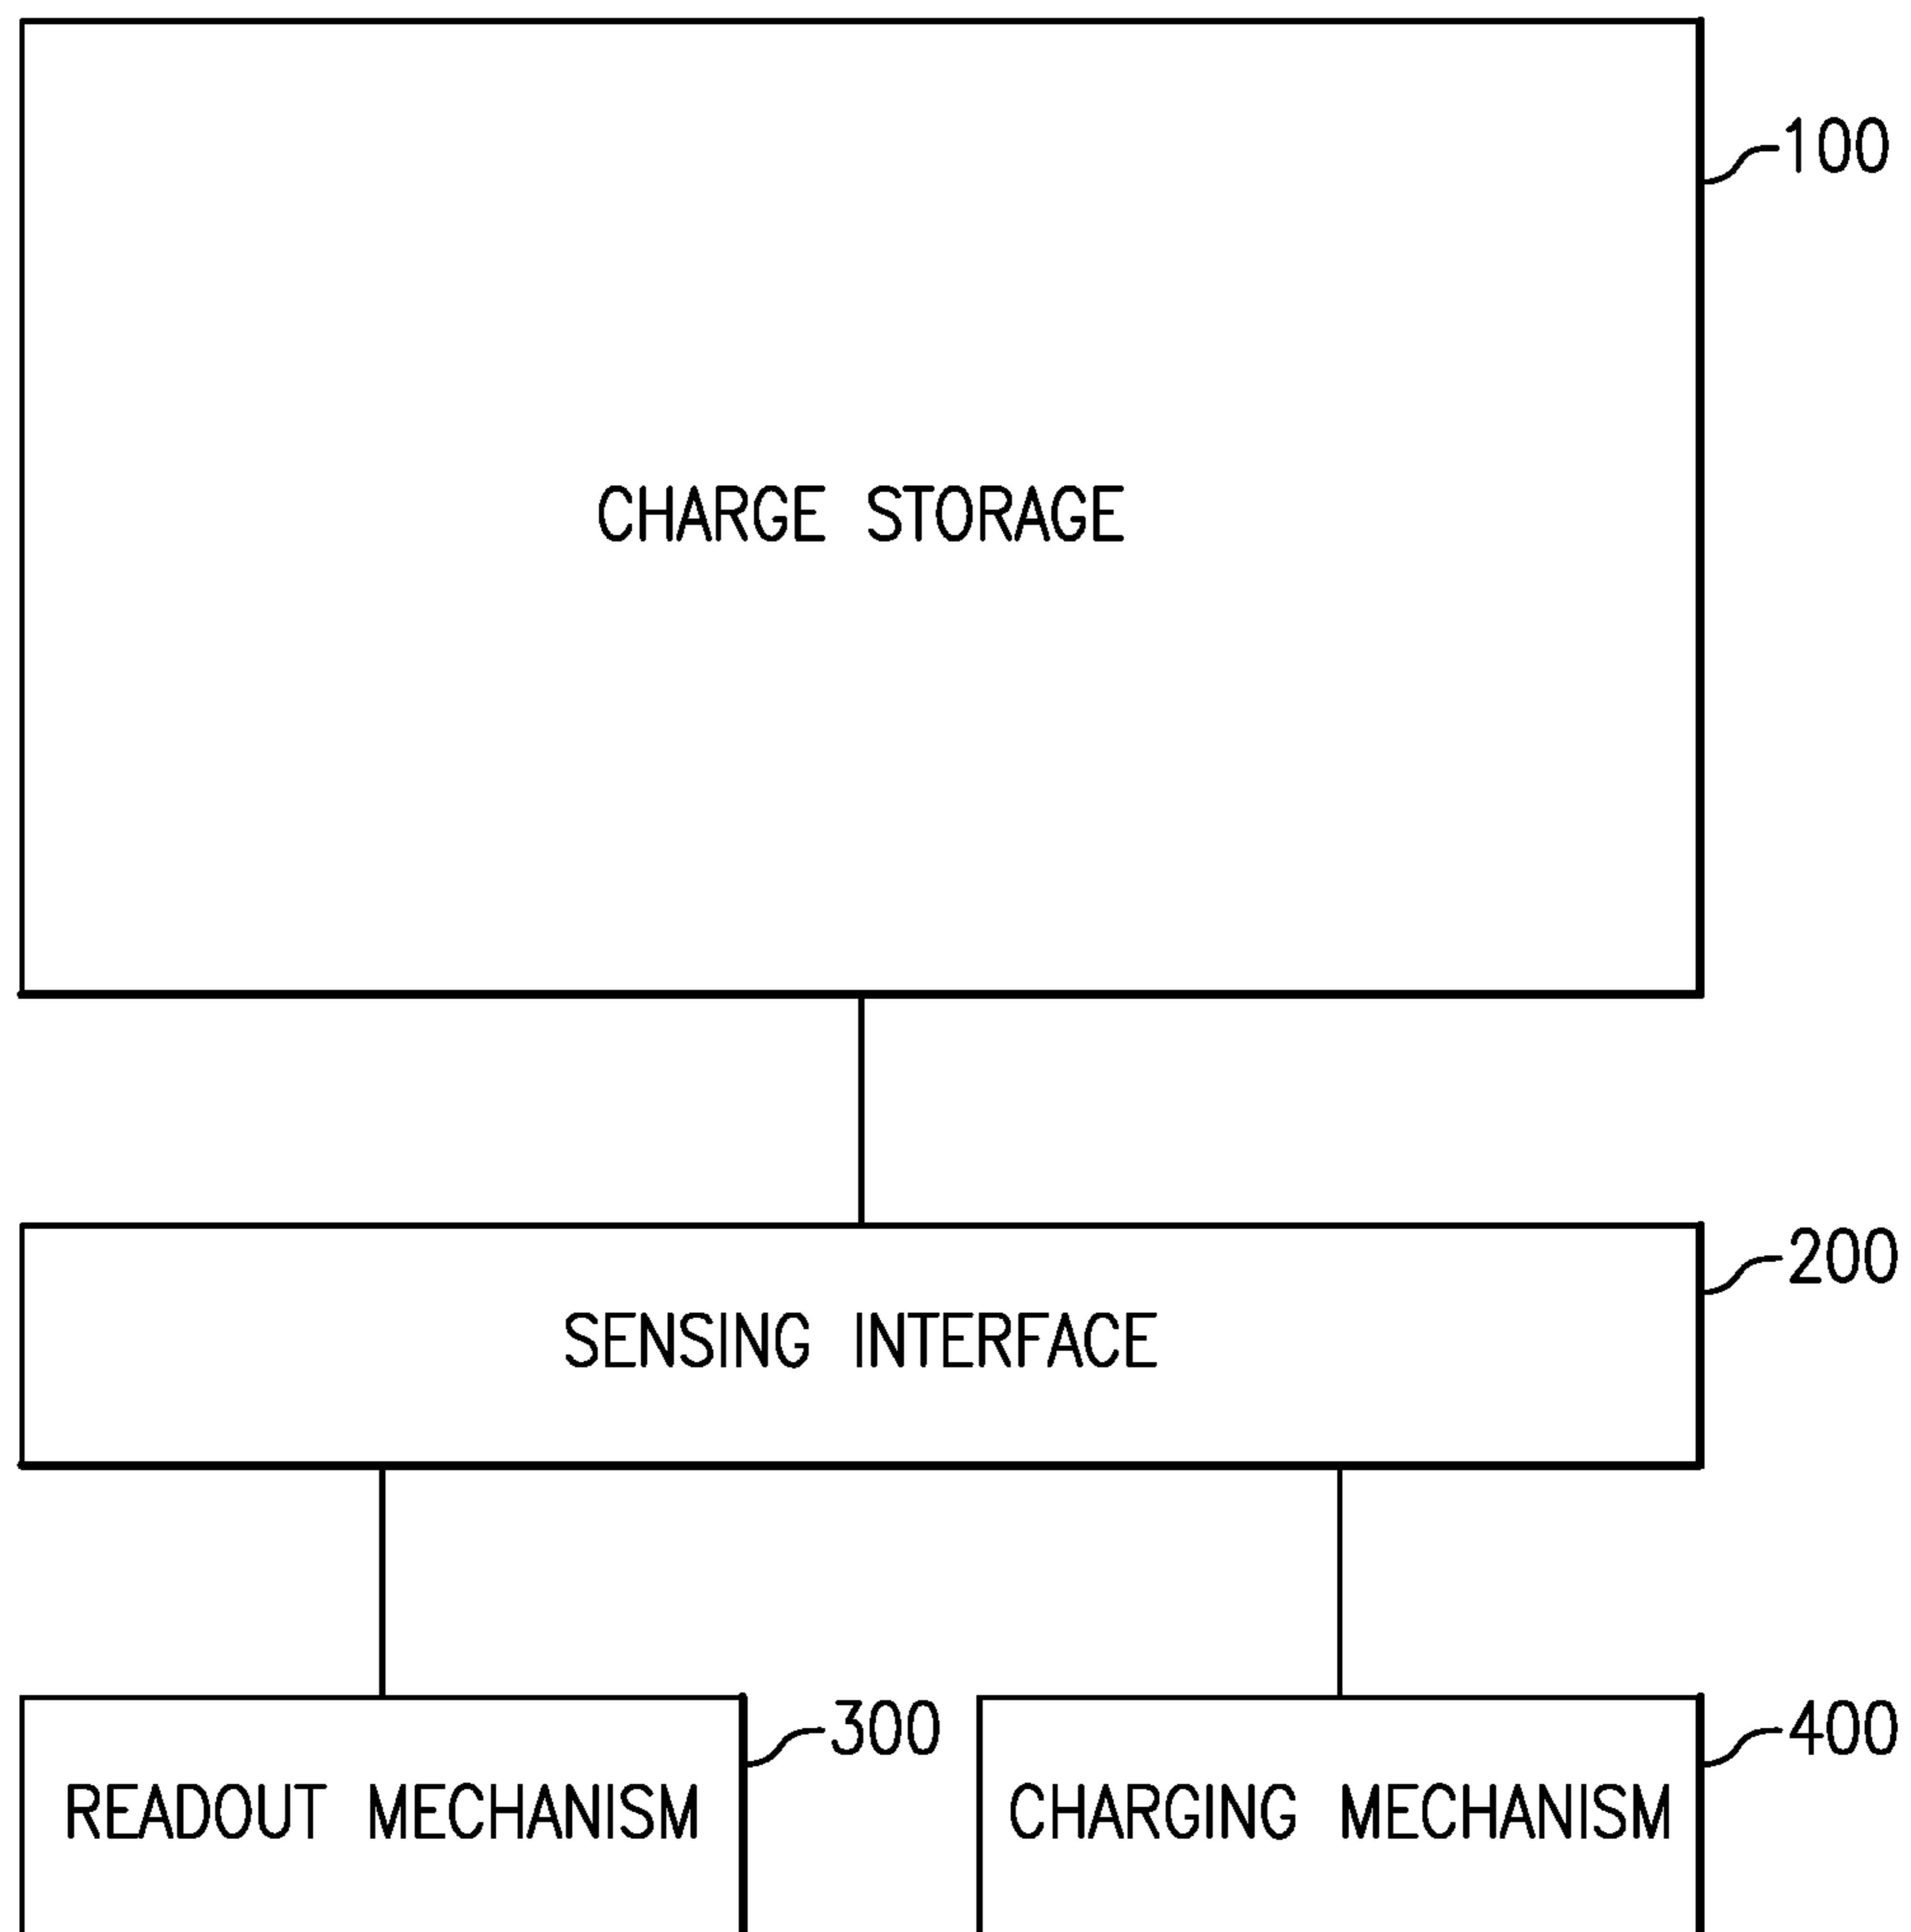 100
CHARGE STORAGE
200
SENSING INTERFACE
300
400
READOUT MECHANISM
CHARGING MECHANISM